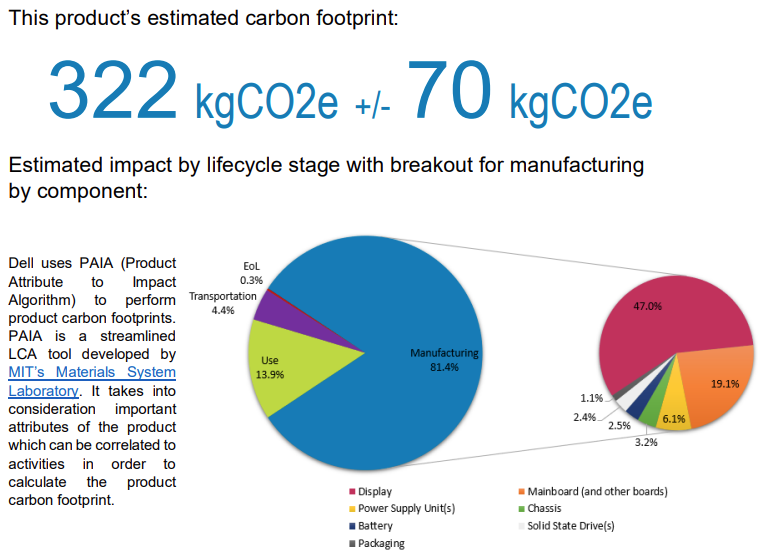 This product’s estimated carbon footprint:
322 kgCO2e +/- 70 kgCO2e
Estimated impact by lifecycle stage with breakout for manufacturing
by component:
Dell uses PAIA (Product
Attribute to Impact
Algorithm) to perform
product carbon footprints.
PAIA is a streamlined
LCA tool developed by
MIT’s Materials System
Laboratory. It takes into
consideration important
attributes of the product
which can be correlated to
activities in order to
calculate the product
carbon footprint.
EoL
0.3%
Transportation
4.4%
Use
13.9%
Manufacturing
81.4%
47.0%
19.1%
6.1%
3.2%
2.5%
2.4%
1.1%
Display
Mainboard (and other boards)
Power Supply Unit(s)
Chassis
Battery
Solid State Drive(s)
Packaging